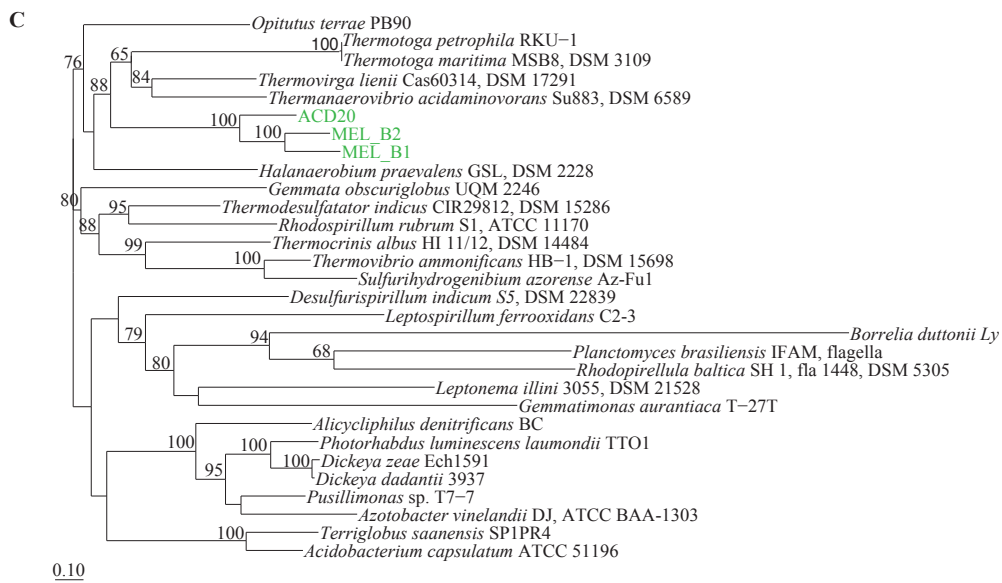 C
Opitutus terrae PB90
76
100
Thermotoga petrophila RKU−1
65
Thermotoga maritima MSB8, DSM 3109
88
84
Thermovirga lienii Cas60314, DSM 17291
Thermanaerovibrio acidaminovorans Su883, DSM 6589
100
ACD20
100
MEL_B2
MEL_B1
Halanaerobium praevalens GSL, DSM 2228
80
Gemmata obscuriglobus UQM 2246
88
95
Thermodesulfatator indicus CIR29812, DSM 15286
Rhodospirillum rubrum S1, ATCC 11170
99
Thermocrinis albus HI 11/12, DSM 14484
100
Thermovibrio ammonificans HB−1, DSM 15698
Sulfurihydrogenibium azorense Az-Fu1
Desulfurispirillum indicum S5, DSM 22839
79
Leptospirillum ferrooxidans C2-3
94
Borrelia duttonii Ly
80
68
Planctomyces brasiliensis IFAM, flagella
Rhodopirellula baltica SH 1, fla 1448, DSM 5305
Leptonema illini 3055, DSM 21528
Gemmatimonas aurantiaca T−27T
Alicycliphilus denitrificans BC
100
100
Photorhabdus luminescens laumondii TTO1
95
100
Dickeya zeae Ech1591
Dickeya dadantii 3937
Pusillimonas sp. T7−7
Azotobacter vinelandii DJ, ATCC BAA-1303
100
Terriglobus saanensis SP1PR4
Acidobacterium capsulatum ATCC 51196
0.10